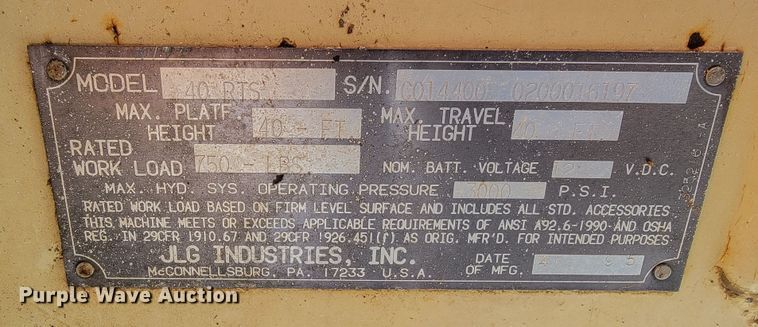 MODEL 40 RTS S/N. C014400 0200016197
MAX. PLATF HEIGHT 40 - FT. MAX. TRAVEL HEIGHT 40 - FT.
RATED WORK LOAD 750 - LBS NOM. BATT. VOLTAGE V.D.C.
MAX. HYD. SYS. OPERATING PRESSURE 3000 P.S.I.
RATED WORK LOAD BASED ON FIRM LEVEL SURFACE AND INCLUDES ALL STD. ACCESSORIES
THIS MACHINE MEETS OR EXCEEDS APPLICABLE REQUIREMENTS OF ANSI A92.6-1990 AND OSHA
REG. IN 29CFR 1910.67 AND 29CFR 1926.451(f) AS ORIG. MFR'D. FOR INTENDED PURPOSES
JLG INDUSTRIES, INC.
McCONNELLSBURG, PA. 17233 U.S.A.
DATE OF MFG.
Purple Wave Auction